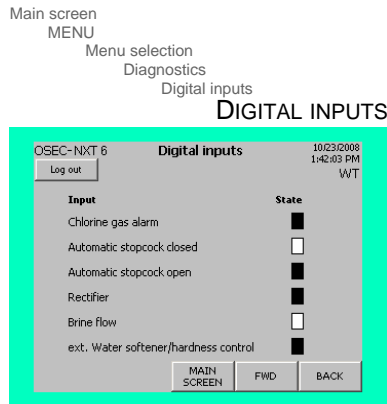 Main screen
MENU
Menu selection
Diagnostics
Digital inputs
DIGITAL INPUTS
OSEC-NXT 6 Digital inputs 10/23/2008
1:42:03 PM
Log out WT
Input State
Chlorine gas alarm
Automatic stopcock closed
Automatic stopcock open
Rectifier
Brine flow
ext. Water softener/hardness control
MAIN SCREEN FWD BACK